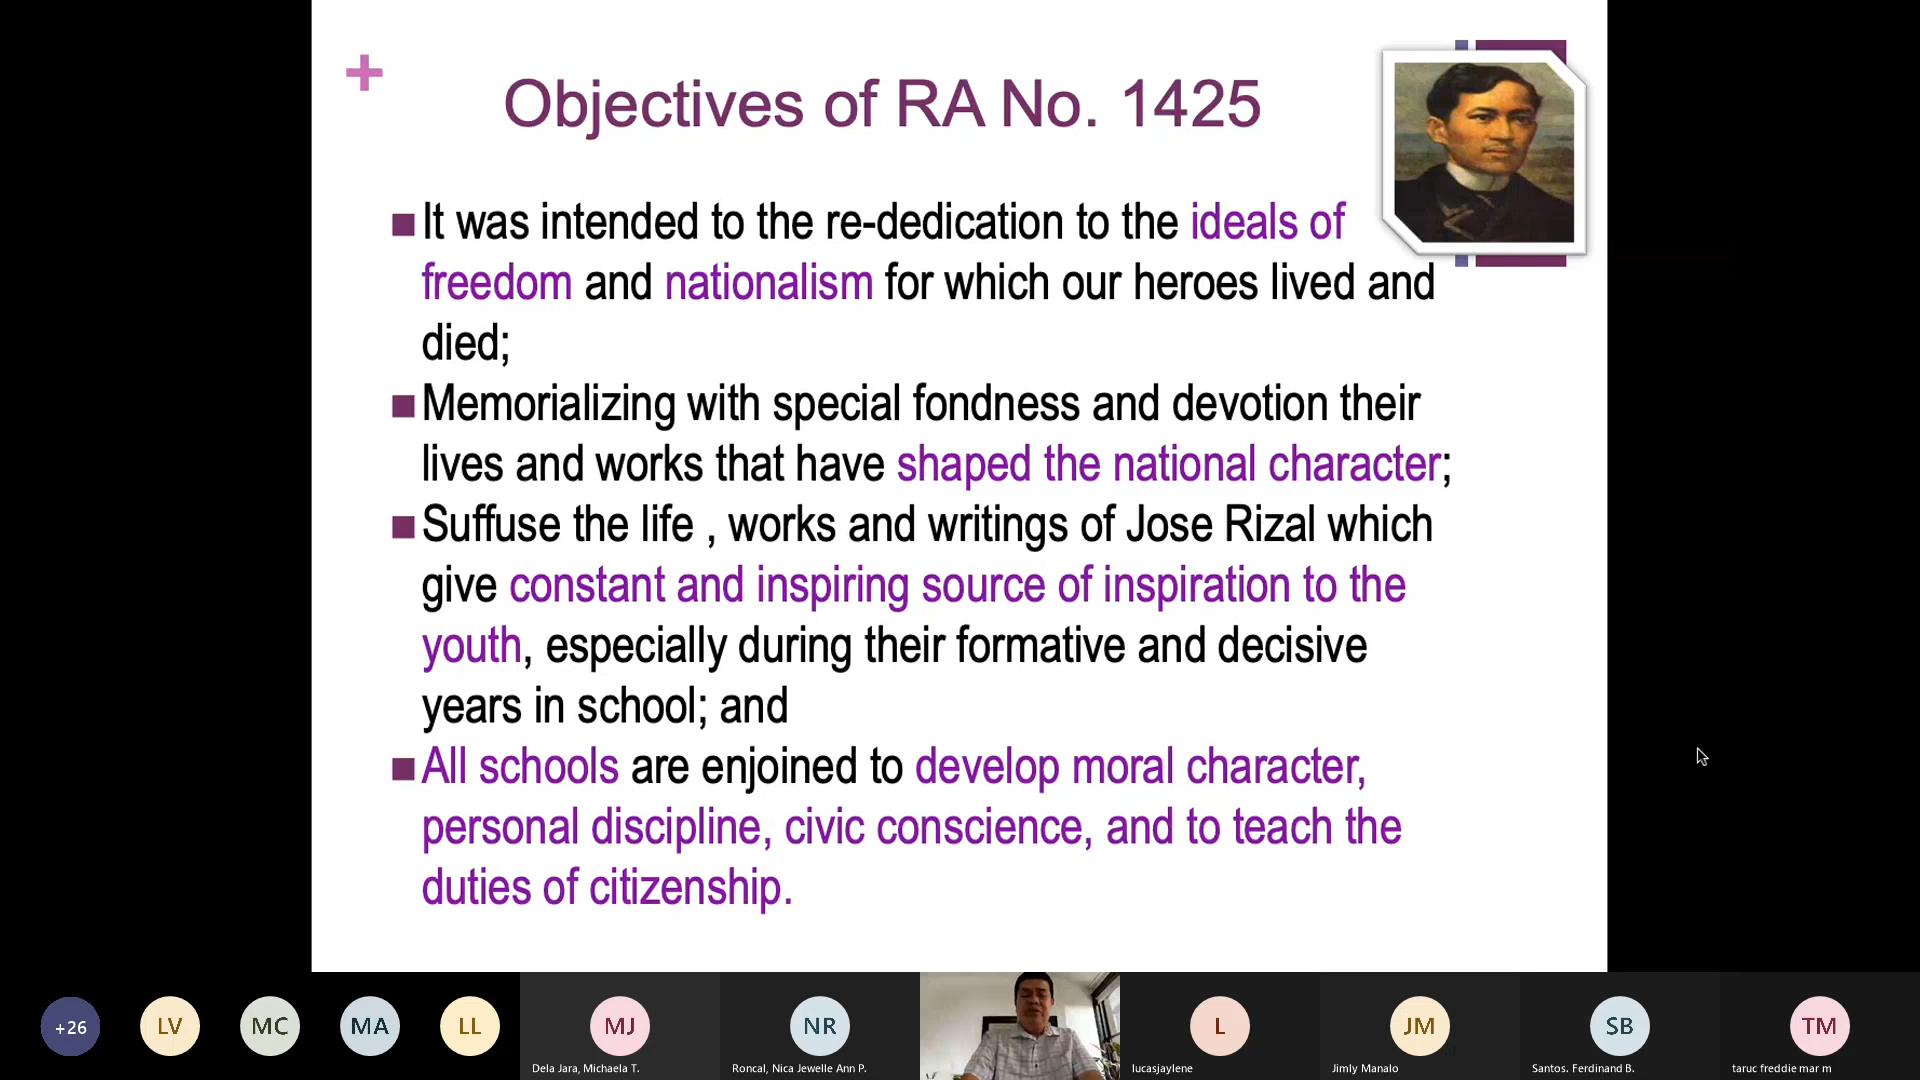 Objectives of RA No. 1425
It was intended to the re-dedication to the ideals of
freedom and nationalism for which our heroes lived and
died;
Memorializing with special fondness and devotion their
lives and works that have shaped the national character;
Suffuse the life , works and writings of Jose Rizal which
give constant and inspiring source of inspiration to the
youth, especially during their formative and decisive
years in school; and
All schools are enjoined to develop moral character,
personal discipline, civic conscience, and to teach the
duties of citizenship.
+26
LV
MC
MA
LL
MJ
Dela Jara, Michaela T.
NR
Roncal, Nica Jewelle Ann P.
L
lucasjaylene
JM
Jimly Manalo
SB
Santos. Ferdinand B.
TM
taruc freddie mar m